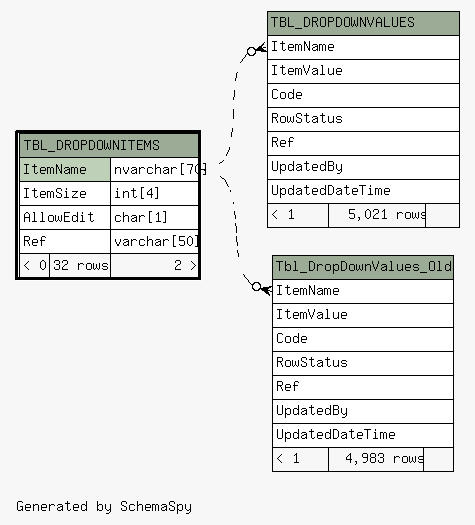 TBL_DROPDOWNVALUES
ItemName
ItemValue
Code
RowStatus
Ref
UpdatedBy
UpdatedDateTime
< 1 5,021 rows
TBL_DROPDOWNITEMS
ItemName nvarchar[70]
ItemSize int[4]
AllowEdit char[1]
Ref varchar[50]
< 0 32 rows 2 >
Tbl_DropDownValues_Old
ItemName
ItemValue
Code
RowStatus
Ref
UpdatedBy
UpdatedDateTime
< 1 4,983 rows
Generated by SchemaSpy